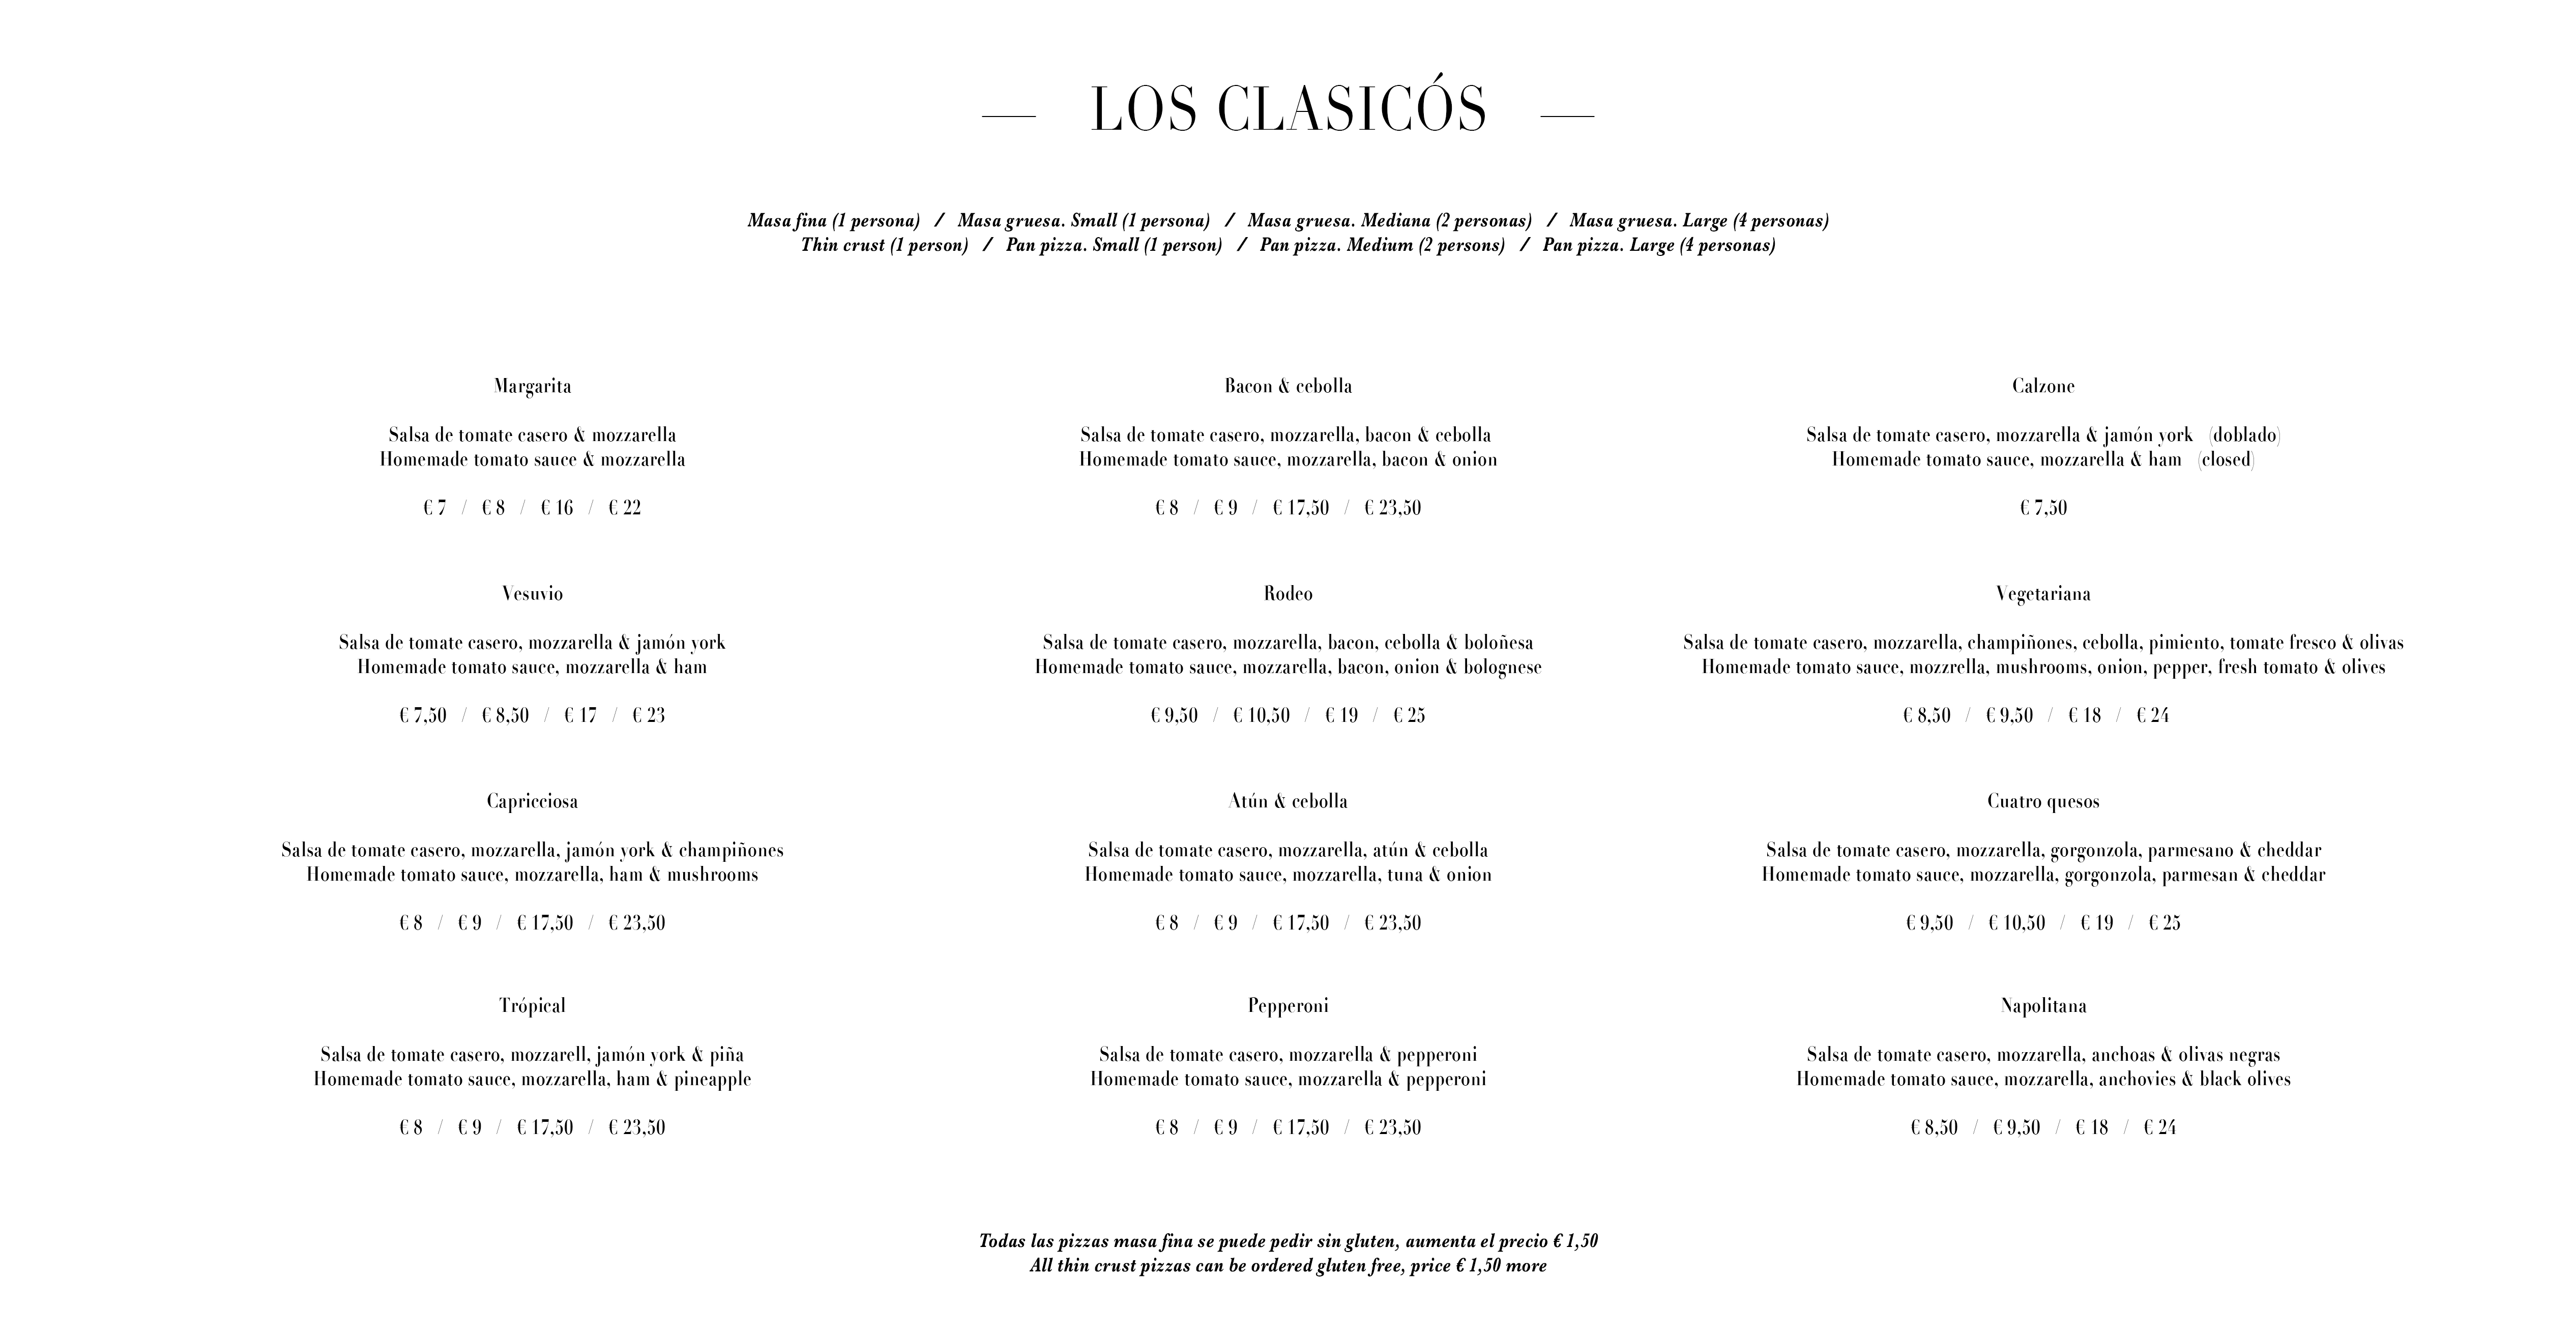 LOS CLASICÓS
Masa fina (1 persona) / Masa gruesa. Small (1 persona) / Masa gruesa. Mediana (2 personas) / Masa gruesa. Large (4 personas)
Thin crust (1 person) / Pan pizza. Small (1 person) / Pan pizza. Medium (2 persons) / Pan pizza. Large (4 personas)
Margarita
Salsa de tomate casero & mozzarella
Homemade tomato sauce & mozzarella
€ 7 / € 8 / € 16 / € 22
Vesuvio
Salsa de tomate casero, mozzarella & jamón york
Homemade tomato sauce, mozzarella & ham
€ 7,50 / € 8,50 / € 17 / € 23
Capricciosa
Salsa de tomate casero, mozzarella, jamón york & champiñones
Homemade tomato sauce, mozzarella, ham & mushrooms
€ 8 / € 9 / € 17,50 / € 23,50
Trópical
Salsa de tomate casero, mozzarell, jamón york & piña
Homemade tomato sauce, mozzarella, ham & pineapple
€ 8 / € 9 / € 17,50 / € 23,50
Bacon & cebolla
Salsa de tomate casero, mozzarella, bacon & cebolla
Homemade tomato sauce, mozzarella, bacon & onion
€ 8 / € 9 / € 17,50 / € 23,50
Rodeo
Salsa de tomate casero, mozzarella, bacon, cebolla & boloñesa
Homemade tomato sauce, mozzarella, bacon, onion & bolognese
€ 9,50 / € 10,50 / € 19 / € 25
Atún & cebolla
Salsa de tomate casero, mozzarella, atún & cebolla
Homemade tomato sauce, mozzarella, tuna & onion
€ 8 / € 9 / € 17,50 / € 23,50
Pepperoni
Salsa de tomate casero, mozzarella & pepperoni
Homemade tomato sauce, mozzarella & pepperoni
€ 8 / € 9 / € 17,50 / € 23,50
Calzone
Salsa de tomate casero, mozzarella & jamón york (doblado)
Homemade tomato sauce, mozzarella & ham (closed)
€ 7,50
Vegetariana
Salsa de tomate casero, mozzarella, champiñones, cebolla, pimiento, tomate fresco & olivas
Homemade tomato sauce, mozzrella, mushrooms, onion, pepper, fresh tomato & olives
€ 8,50 / € 9,50 / € 18 / € 24
Cuatro quesos
Salsa de tomate casero, mozzarella, gorgonzola, parmesano & cheddar
Homemade tomato sauce, mozzarella, gorgonzola, parmesan & cheddar
€ 9,50 / € 10,50 / € 19 / € 25
Napolitana
Salsa de tomate casero, mozzarella, anchoas & olivas negras
Homemade tomato sauce, mozzarella, anchovies & black olives
€ 8,50 / € 9,50 / € 18 / € 24
Todas las pizzas masa fina se puede pedir sin gluten, aumenta el precio € 1,50
All thin crust pizzas can be ordered gluten free, price € 1,50 more